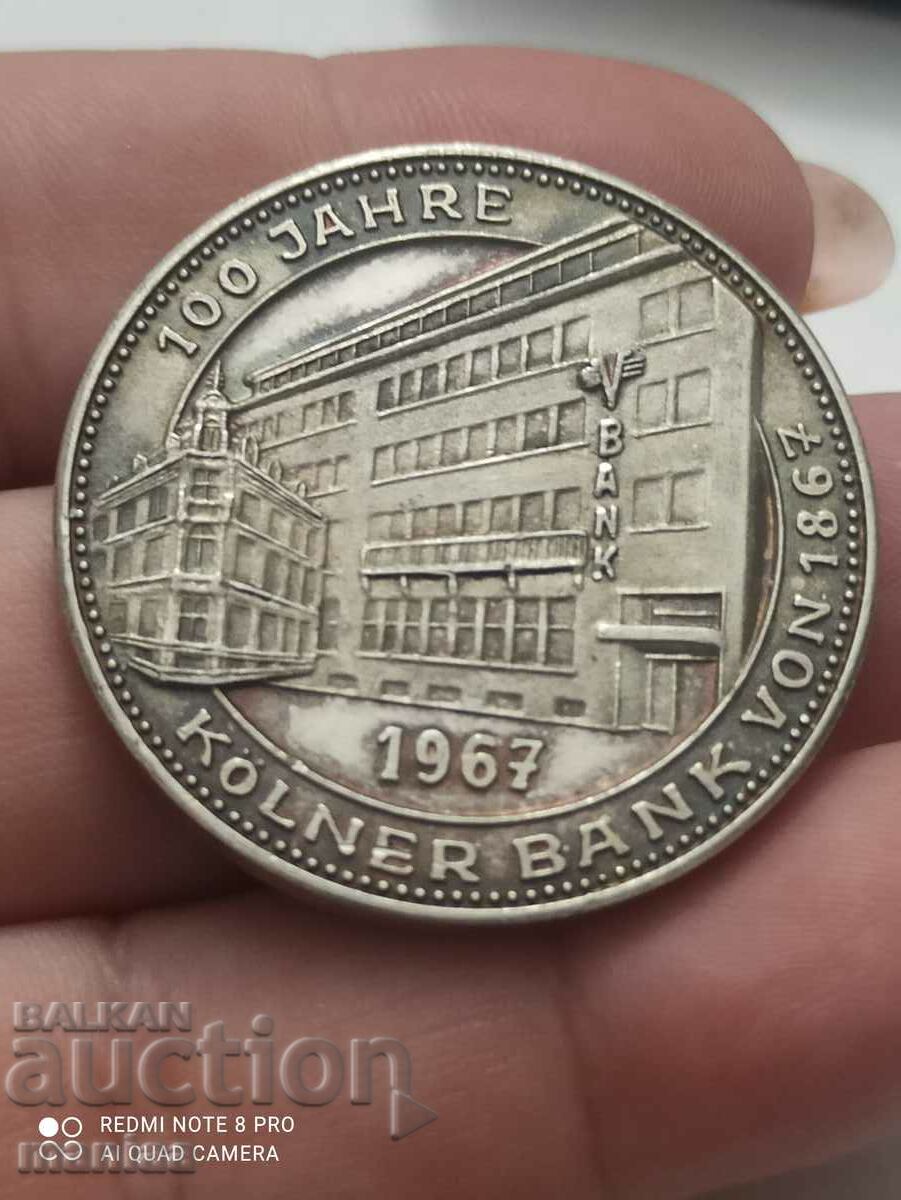 100 JAHRE
V
BANK
1967
KÖLNER BANK VON 1867
BALKAN
auction
REDMI NOTE 8 PRO
AI QUAD CAMERA